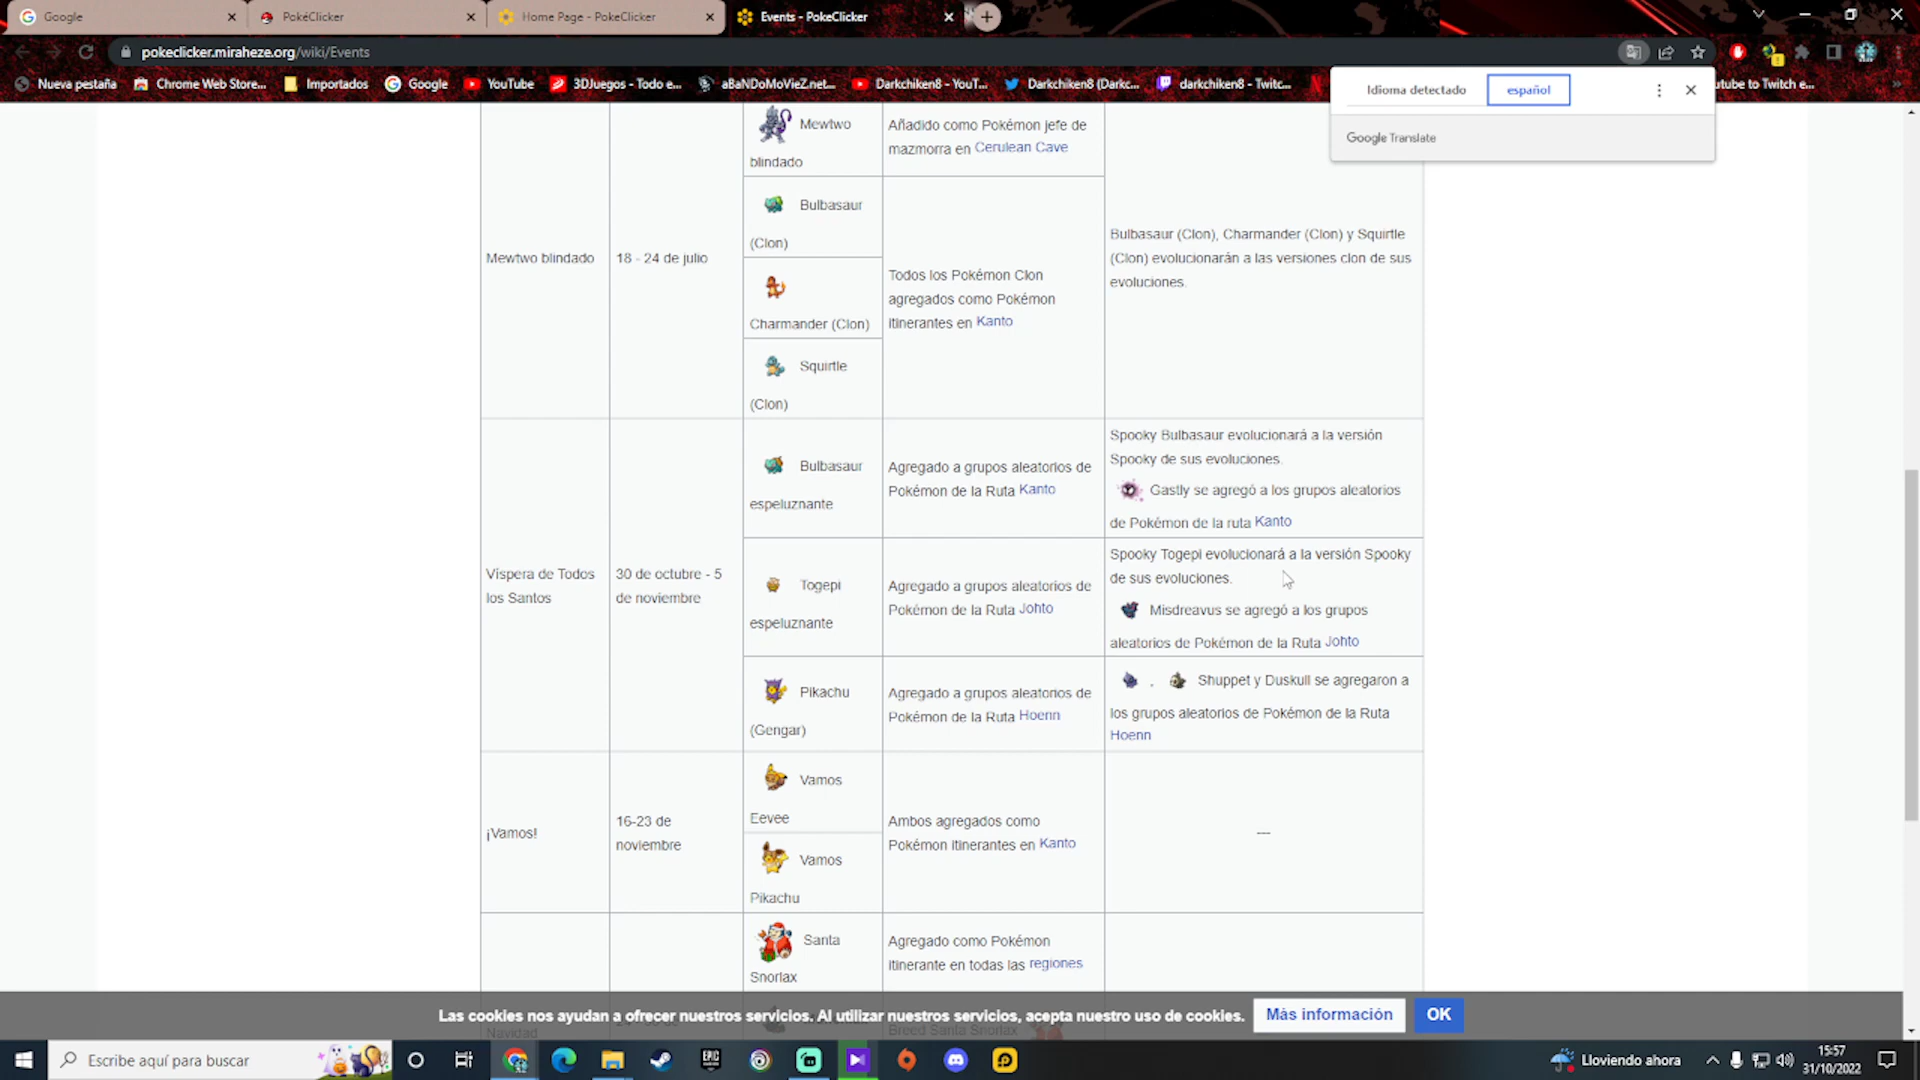 Google
PokéClicker
Home Page - PokeClicker
Events - PokeClicker
pokeclicker.miraheze.org/wiki/Events
Nueva pestaña
Chrome Web Store...
Importados
Google
YouTube
3DJuegos - Todo e...
aBaNDoMoVieZ.net...
Darkchiken8 - YouT...
Darkchiken8 (Darkc...
darkchiken8 - Twitc...
utube to Twitch e...
Idioma detectado
español
Google Translate
Mewtwo blindado
18 - 24 de julio
Mewtwo
blindado
Añadido como Pokémon jefe de
mazmorra en Cerulean Cave
Bulbasaur
(Clon)
Charmander (Clon)
Squirtle
(Clon)
Todos los Pokémon Clon
agregados como Pokémon
itinerantes en Kanto
Bulbasaur (Clon), Charmander (Clon) y Squirtle
(Clon) evolucionarán a las versiones clon de sus
evoluciones.
Víspera de Todos
los Santos
30 de octubre - 5
de noviembre
Bulbasaur
espeluznante
Agregado a grupos aleatorios de
Pokémon de la Ruta Kanto
Spooky Bulbasaur evolucionará a la versión
Spooky de sus evoluciones.
Gastly se agregó a los grupos aleatorios
de Pokémon de la ruta Kanto
Togepi
espeluznante
Agregado a grupos aleatorios de
Pokémon de la Ruta Johto
Spooky Togepi evolucionará a la versión Spooky
de sus evoluciones.
Misdreavus se agregó a los grupos
aleatorios de Pokémon de la Ruta Johto
Pikachu
(Gengar)
Agregado a grupos aleatorios de
Pokémon de la Ruta Hoenn
, Shuppet y Duskull se agregaron a
los grupos aleatorios de Pokémon de la Ruta
Hoenn
¡Vamos!
16-23 de
noviembre
Vamos
Eevee
Vamos
Pikachu
Ambos agregados como
Pokémon itinerantes en Kanto
---
Santa
Snorlax
Agregado como Pokémon
itinerante en todas las regiones
Navidad
Breed Santa Snorlax
Las cookies nos ayudan a ofrecer nuestros servicios. Al utilizar nuestros servicios, acepta nuestro uso de cookies.
Más información
OK
Escribe aquí para buscar
EPIC
Lloviendo ahora
15:57
31/10/2022